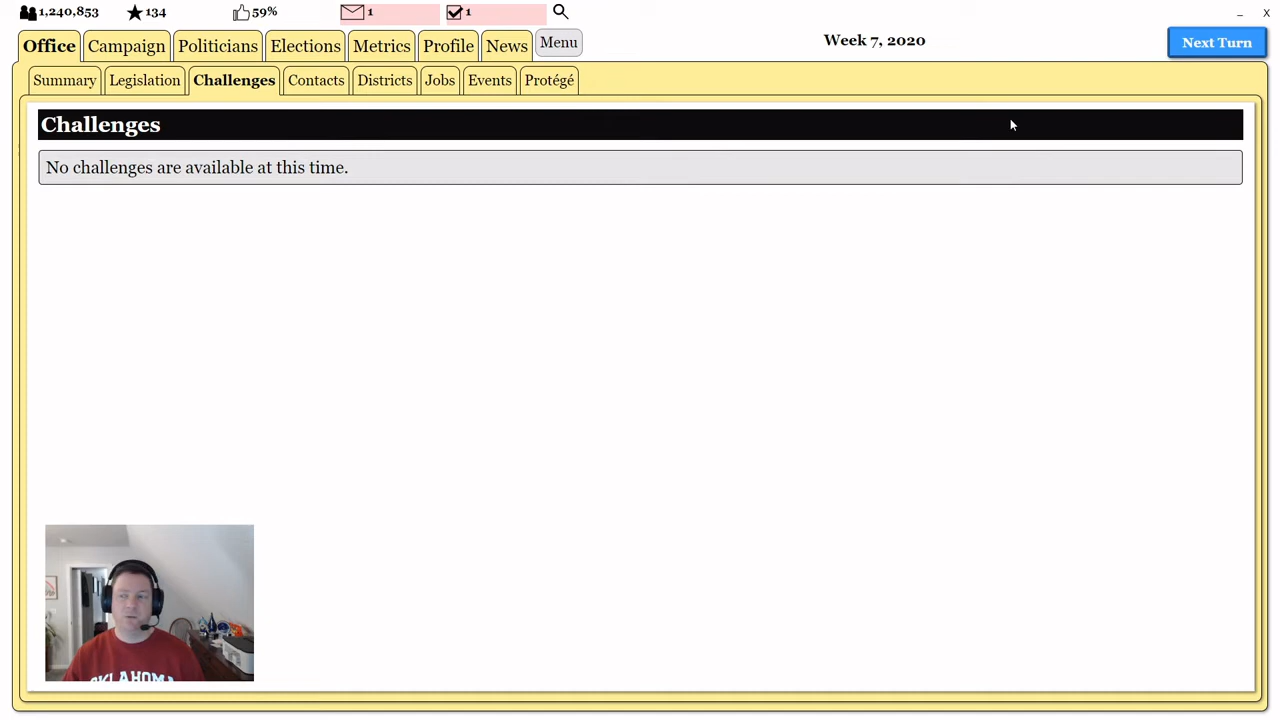 1,240,853 134 59% 1 1
Office Campaign Politicians Elections Metrics Profile News Menu Week 7, 2020 Next Turn
Summary Legislation Challenges Contacts Districts Jobs Events Protégé
Challenges
No challenges are available at this time.
OKLAHOMA